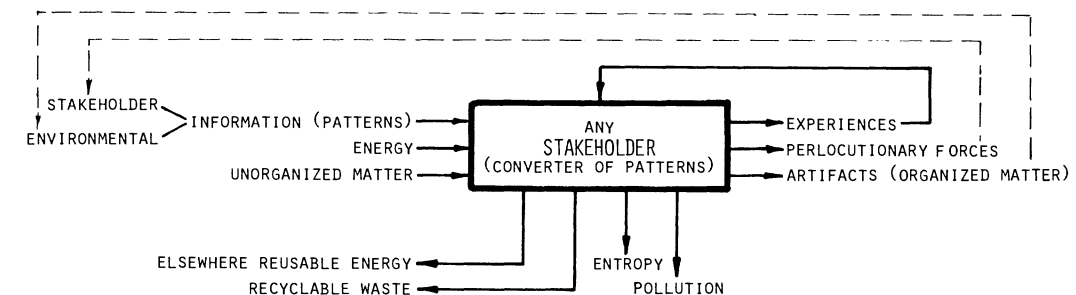 STAKEHOLDER
ENVIRONMENTAL
INFORMATION (PATTERNS)
ENERGY
UNORGANIZED MATTER
ANY
STAKEHOLDER
(CONVERTER OF PATTERNS)
EXPERIENCES
PERLOCUTIONARY FORCES
ARTIFACTS (ORGANIZED MATTER)
ELSEWHERE REUSABLE ENERGY
RECYCLABLE WASTE
ENTROPY
POLLUTION